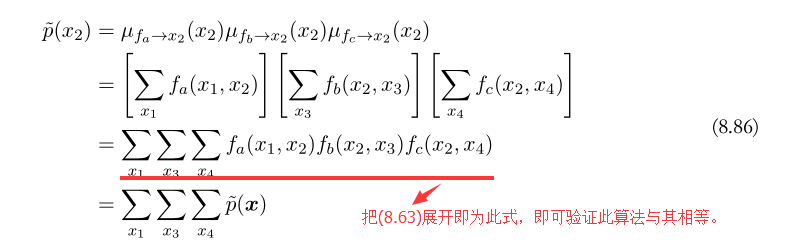 p̃(x₂) = μ_{f_a→x₂}(x₂)μ_{f_b→x₂}(x₂)μ_{f_c→x₂}(x₂)
= [∑_{x₁} f_a(x₁, x₂)] [∑_{x₃} f_b(x₂, x₃)] [∑_{x₄} f_c(x₂, x₄)]
(8.86)
= ∑_{x₁} ∑_{x₃} ∑_{x₄} f_a(x₁, x₂)f_b(x₂, x₃)f_c(x₂, x₄)
= ∑_{x₁} ∑_{x₃} ∑_{x₄} p̃(𝒙)
把(8.63)展开即为此式，即可验证此算法与其相等。